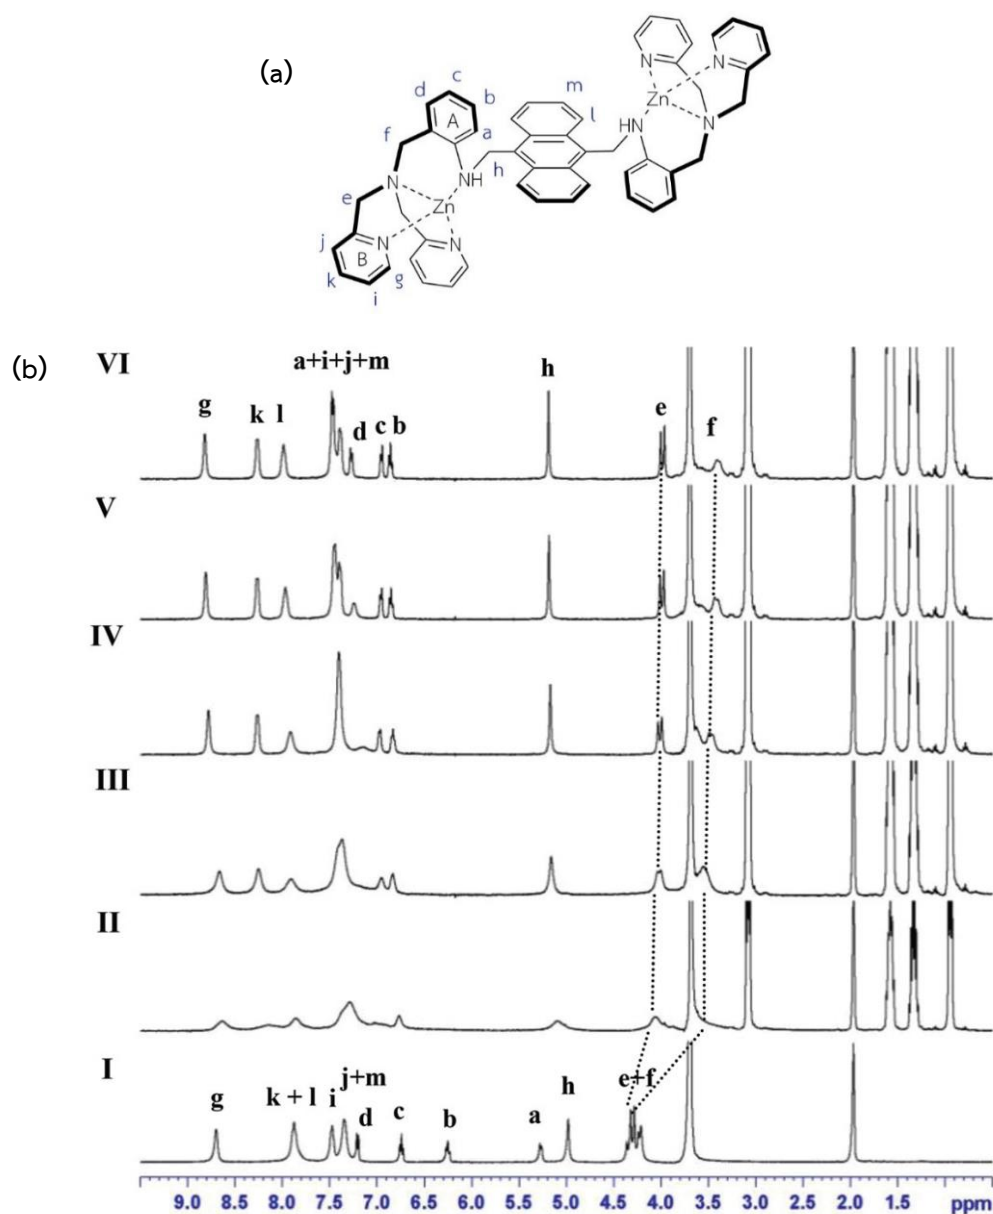 (a)
m
c
d
b
l
A
a
f
h
e
j
B
k
g
i
N
N
Zn
HN
N
N
NH
Zn
N
N
(b)
VI
a+i+j+m
h
g
k l
d
c b
e
f
V
IV
III
II
I
j+m
e+f
h
k + l
i
g
d
c
b
a
9.0 8.5 8.0 7.5 7.0 6.5 6.0 5.5 5.0 4.5 4.0 3.5 3.0 2.5 2.0 1.5 ppm